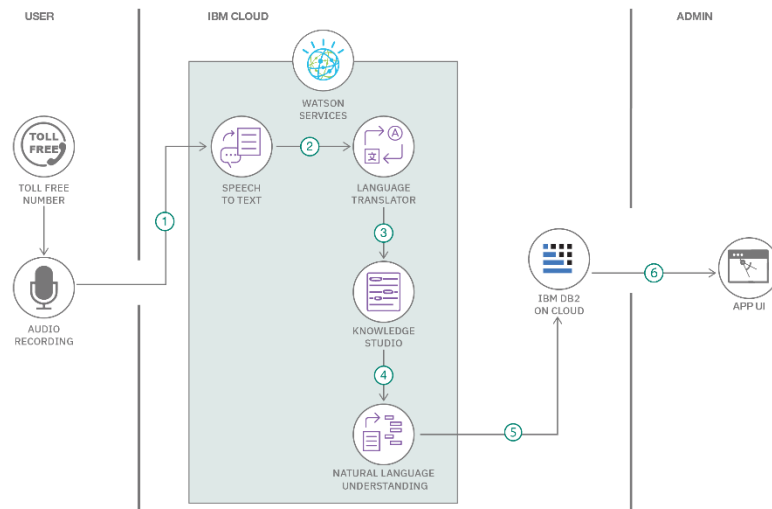 USER
IBM CLOUD
ADMIN
WATSON
SERVICES
TOLL
FREE
TOLL FREE
NUMBER
1
SPEECH
TO TEXT
2
A
文
LANGUAGE
TRANSLATOR
3
AUDIO
RECORDING
KNOWLEDGE
STUDIO
4
NATURAL LANGUAGE
UNDERSTANDING
5
IBM DB2
ON CLOUD
6
APP UI